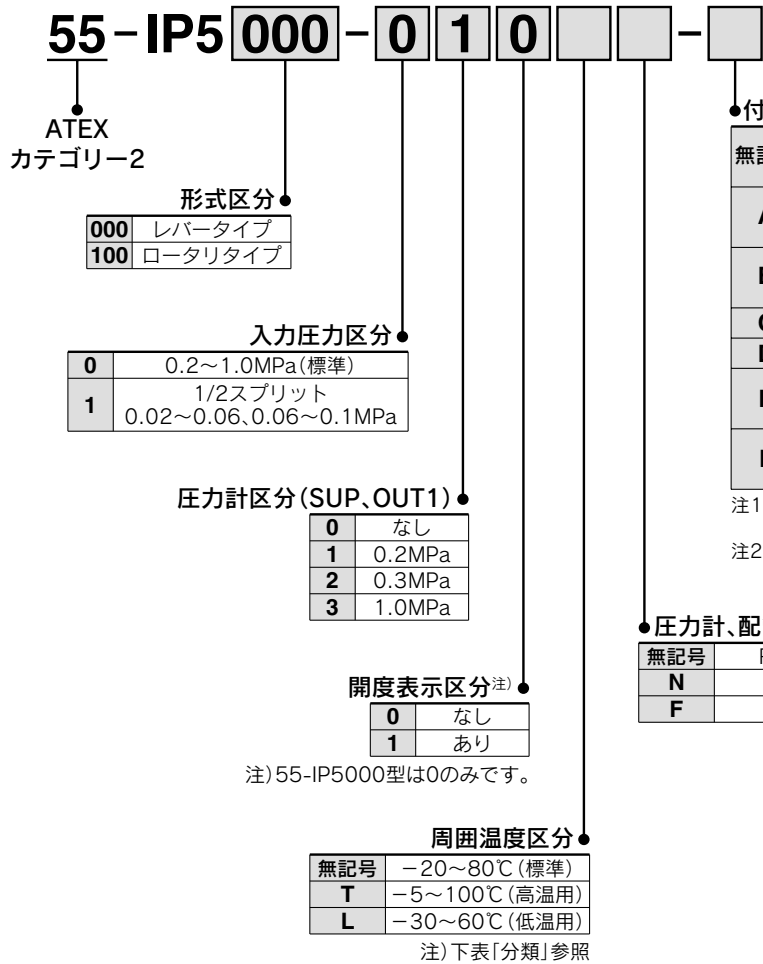 55-IP5 000-0 1 0 -
ATEX
カテゴリー2
形式区分
000 レバータイプ
100 ロータリタイプ
入力圧力区分
0 0.2～1.0MPa(標準)
1 1/2スプリット
0.02～0.06、0.06～0.1MPa
圧力計区分(SUP、OUT1)
0 なし
1 0.2MPa
2 0.3MPa
3 1.0MPa
開度表示区分注)
0 なし
1 あり
注)55-IP5000型は0のみです。
周囲温度区分
無記号 －20～80℃(標準)
T －5～100℃(高温用)
L －30～60℃(低温用)
注)下表「分類」参照
圧力計、配
無記号
N
F
付
無
注1
注2